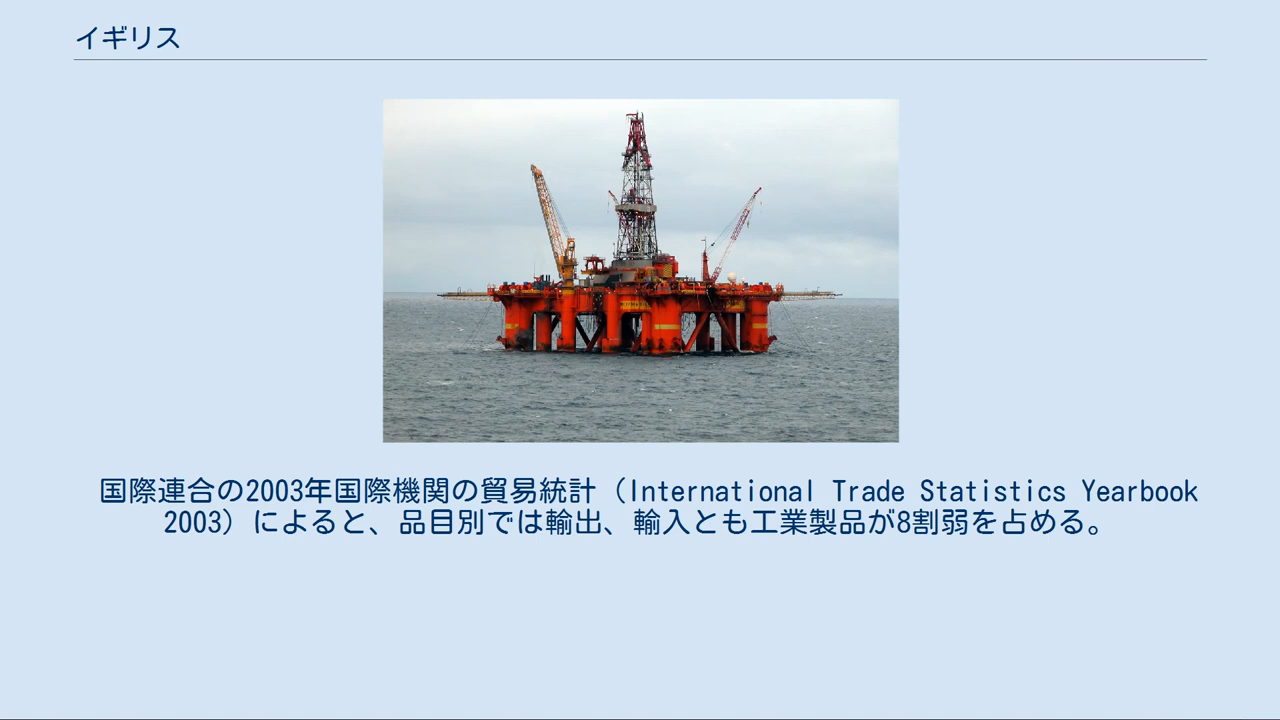 イギリス
国際連合の2003年国際機関の貿易統計（International Trade Statistics Yearbook
2003）によると、品目別では輸出、輸入とも工業製品が8割弱を占める。